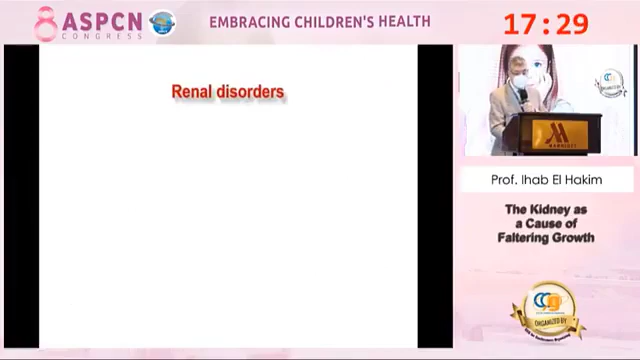 8 ASPCN
CONGRESS
EMBRACING CHILDREN'S HEALTH
17:29
Renal disorders
MARRIOTT
Prof. Ihab El Hakim
The Kidney as
a Cause of
Faltering Growth
ORGANIZED BY